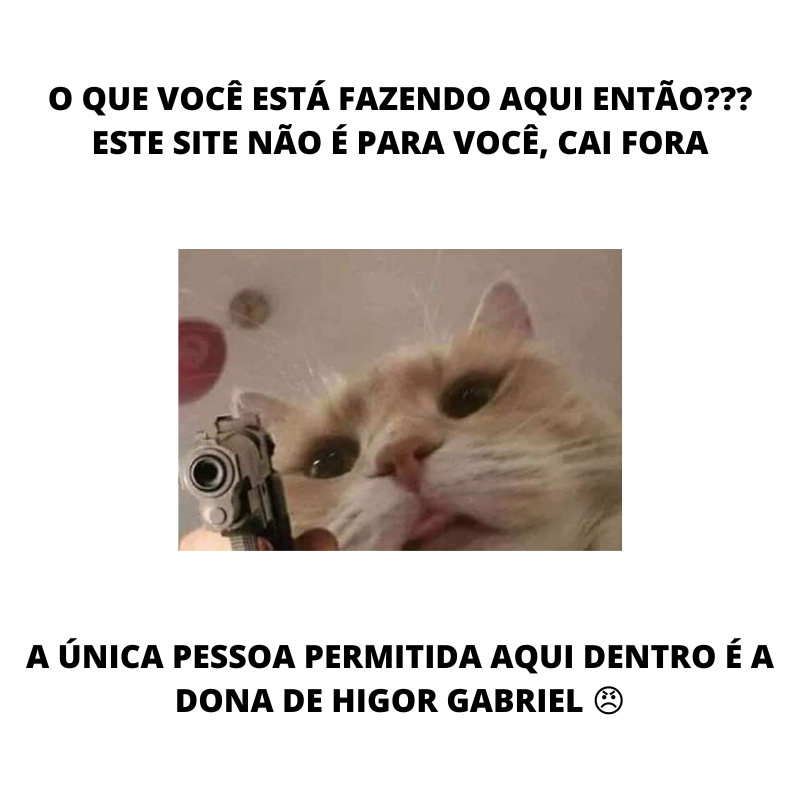 O QUE VOCÊ ESTÁ FAZENDO AQUI ENTÃO???
ESTE SITE NÃO É PARA VOCÊ, CAI FORA
A ÚNICA PESSOA PERMITIDA AQUI DENTRO É A
DONA DE HIGOR GABRIEL 😠